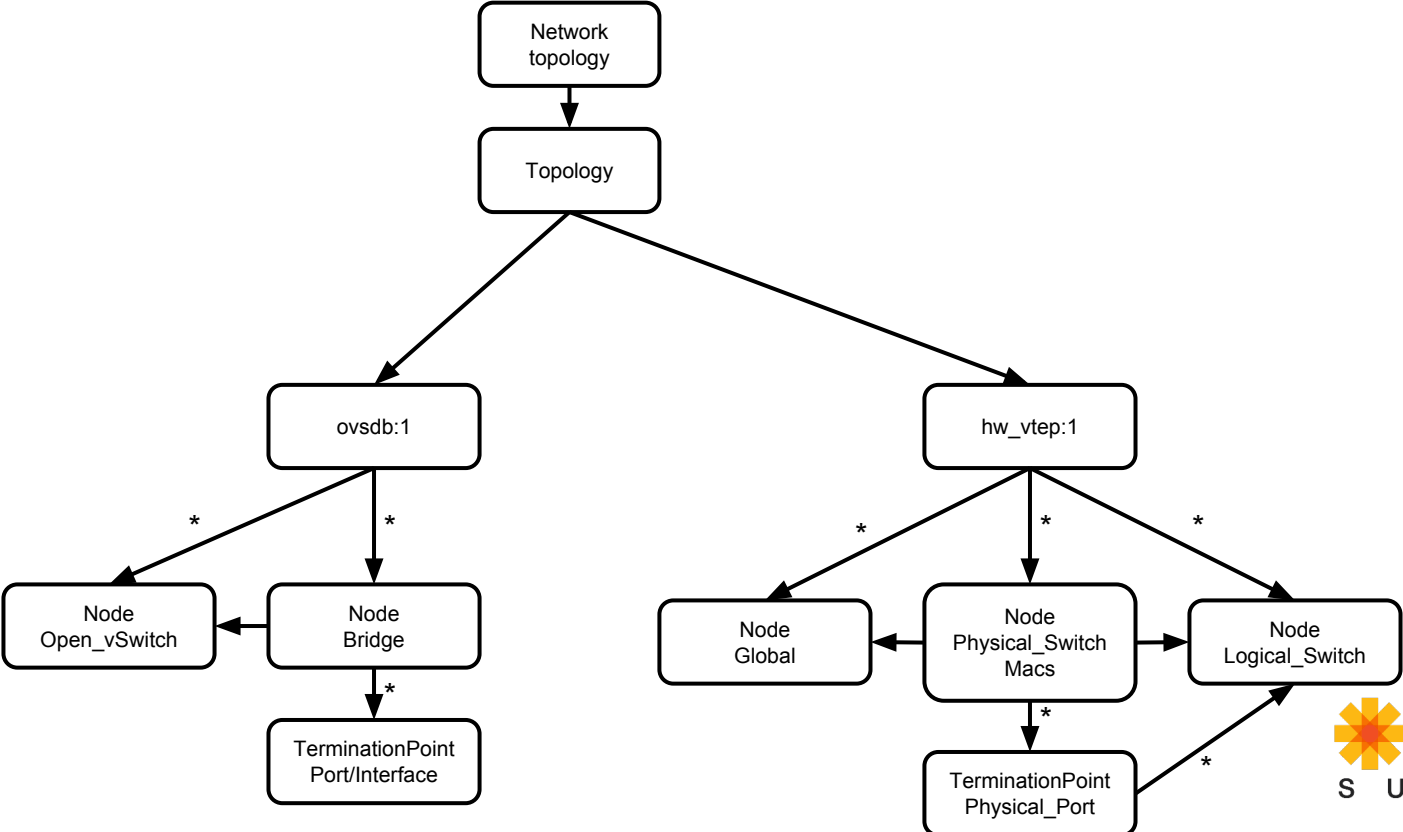 Network
topology
Topology
ovsdb:1
hw_vtep:1
*
*
*
*
*
Node
Open_vSwitch
Node
Bridge
Node
Global
Node
Physical_Switch
Macs
Node
Logical_Switch
*
*
TerminationPoint
Port/Interface
TerminationPoint
Physical_Port
*
S U